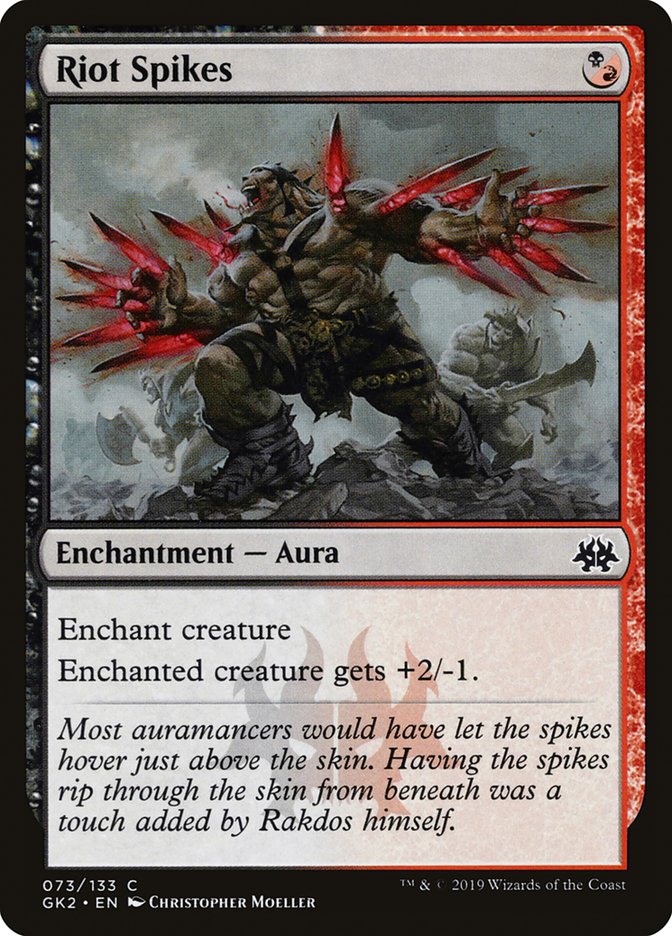 Riot Spikes
Enchantment — Aura
Enchant creature
Enchanted creature gets +2/-1.
Most auramancers would have let the spikes
hover just above the skin. Having the spikes
rip through the skin from beneath was a
touch added by Rakdos himself.
073/133 C
GK2 • EN Christopher Moeller
™ & © 2019 Wizards of the Coast